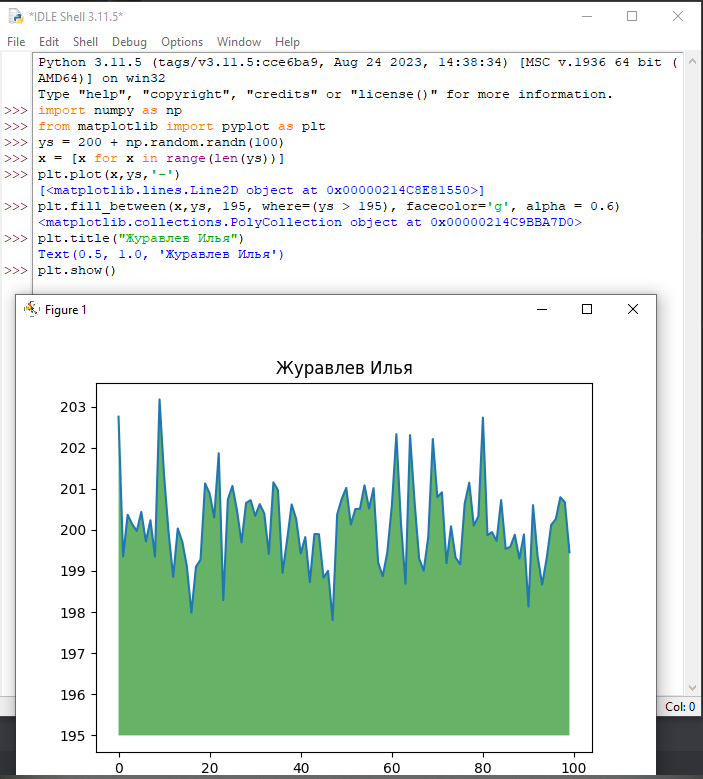 *IDLE Shell 3.11.5*
File Edit Shell Debug Options Window Help
Python 3.11.5 (tags/v3.11.5:cce6ba9, Aug 24 2023, 14:38:34) [MSC v.1936 64 bit (
AMD64)] on win32
Type "help", "copyright", "credits" or "license()" for more information.
>>> import numpy as np
>>> from matplotlib import pyplot as plt
>>> ys = 200 + np.random.randn(100)
>>> x = [x for x in range(len(ys))]
>>> plt.plot(x,ys,'-')
[<matplotlib.lines.Line2D object at 0x00000214C8E81550>]
>>> plt.fill_between(x,ys, 195, where=(ys > 195), facecolor='g', alpha = 0.6)
<matplotlib.collections.PolyCollection object at 0x00000214C9BBA7D0>
>>> plt.title("Журавлев Илья")
Text(0.5, 1.0, 'Журавлев Илья')
>>> plt.show()
Figure 1
Журавлев Илья
203
202
201
200
199
198
197
196
195
0 20 40 60 80 100
Col: 0